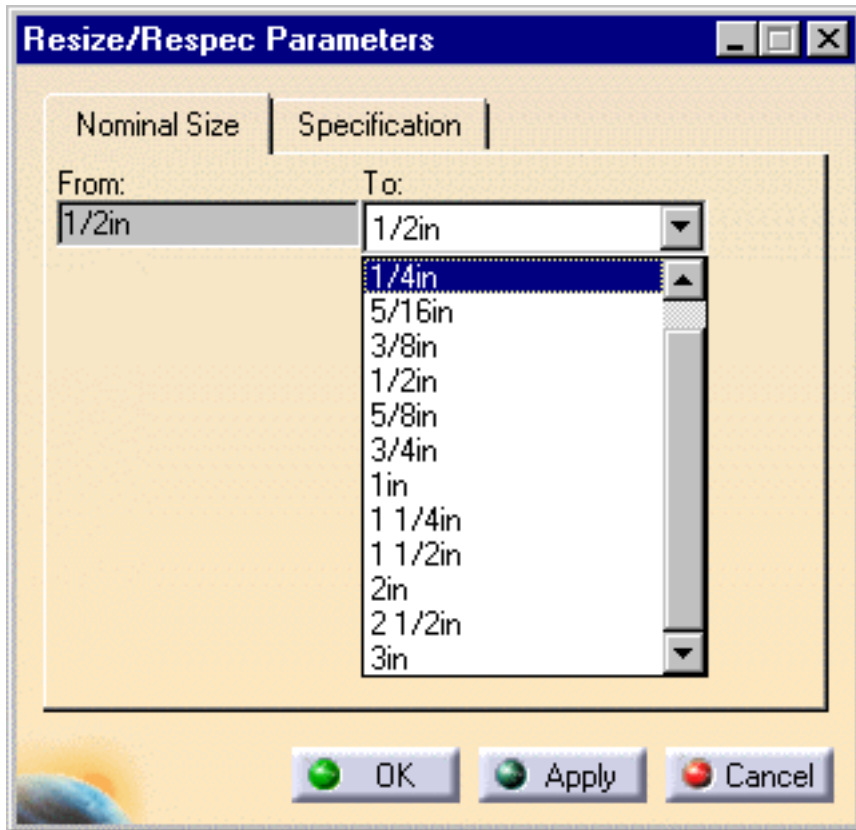 Resize/Respec Parameters
Nominal Size Specification
From: To:
1/2in 1/2in
1/4in
5/16in
3/8in
1/2in
5/8in
3/4in
1in
1 1/4in
1 1/2in
2in
2 1/2in
3in
OK Apply Cancel